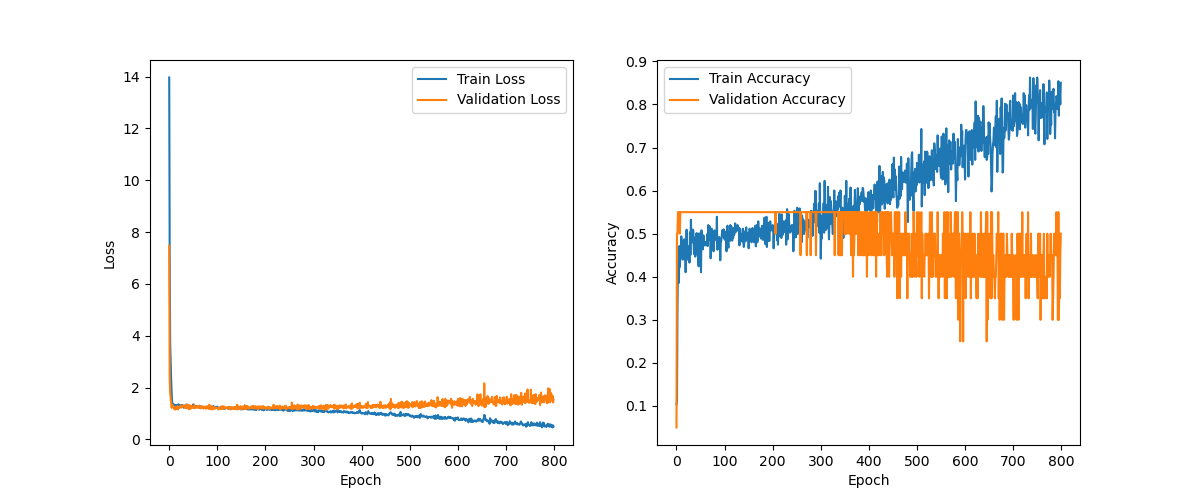 Train Loss
Validation Loss
14
12
10
8
6
4
2
0
Loss
0 100 200 300 400 500 600 700 800
Epoch
Train Accuracy
Validation Accuracy
0.9
0.8
0.7
0.6
0.5
0.4
0.3
0.2
0.1
Accuracy
0 100 200 300 400 500 600 700 800
Epoch